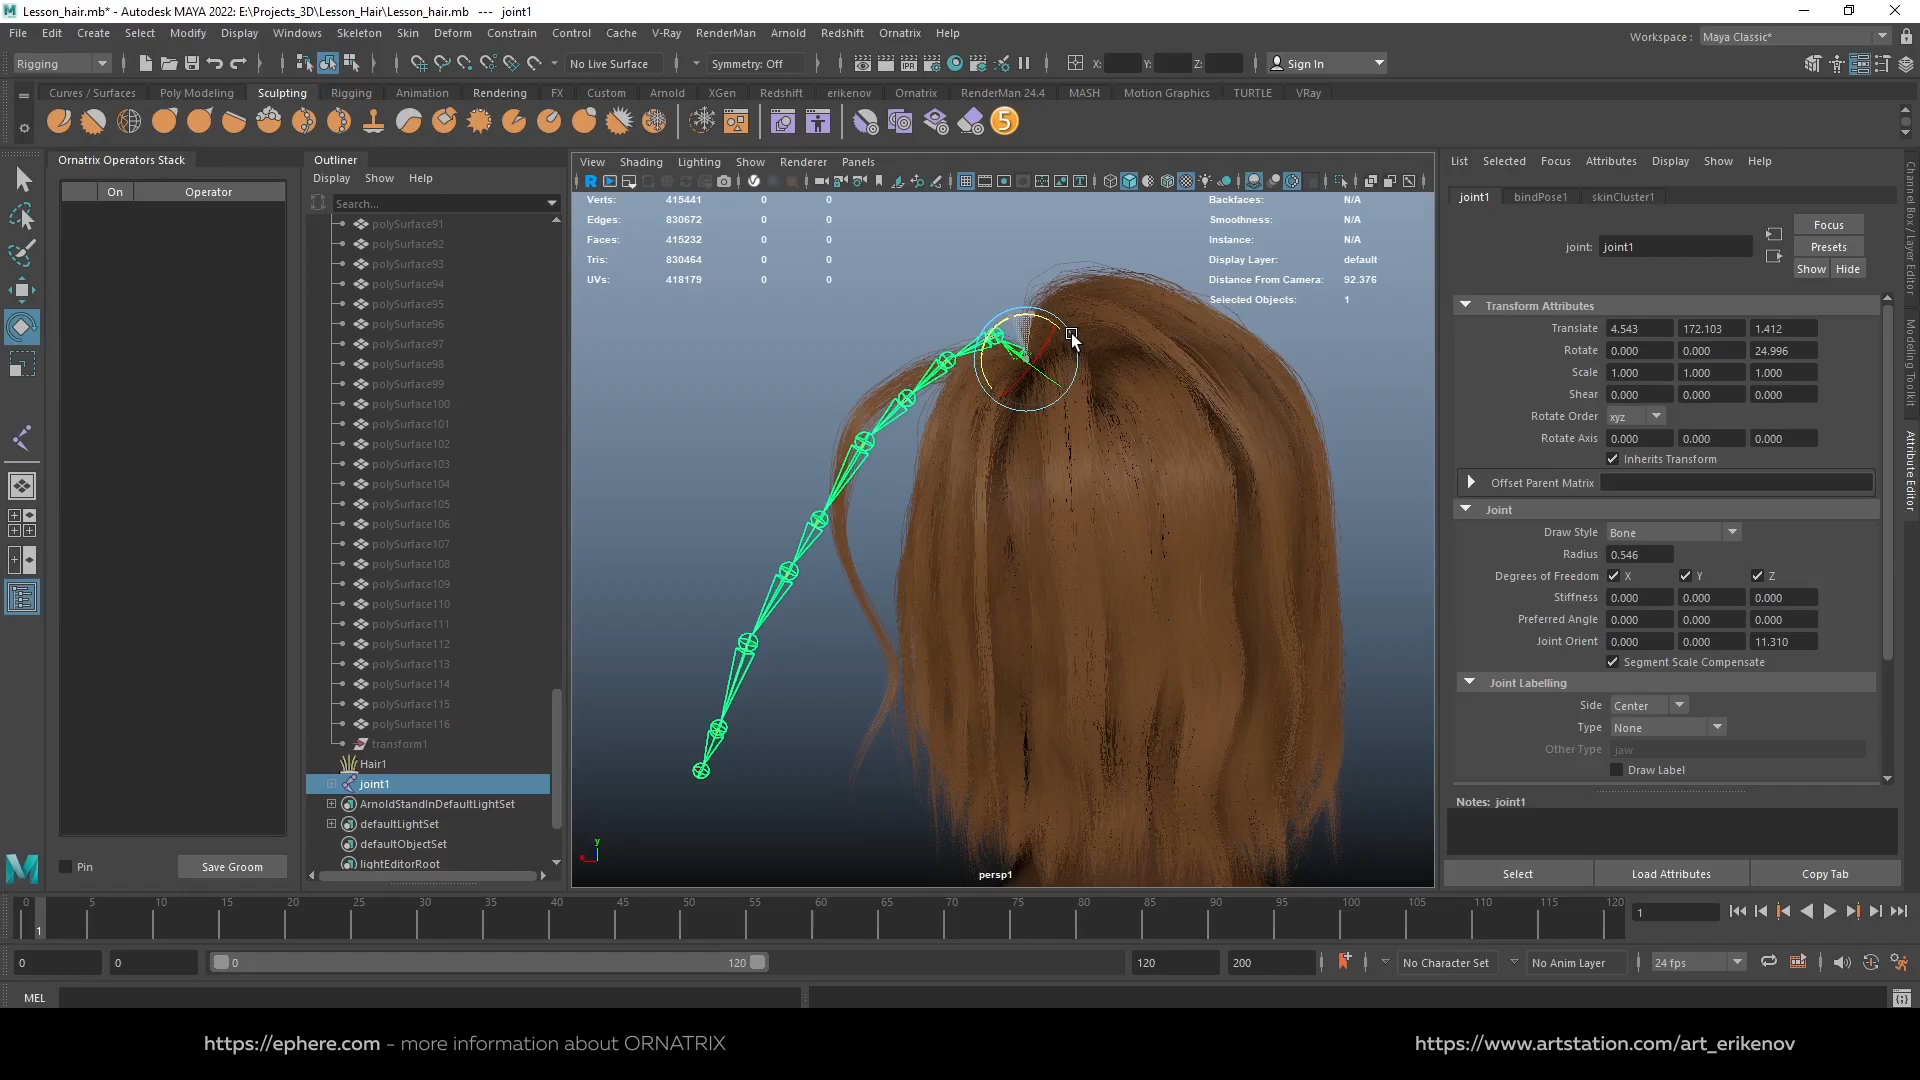 Lesson_hair.mb* - Autodesk MAYA 2022: E:\Projects_3D\Lesson_Hair\Lesson_hair.mb --- joint1
File Edit Create Select Modify Display Windows Skeleton Skin Deform Constrain Control Cache V-Ray RenderMan Arnold Redshift Ornatrix Help
Workspace : Maya Classic*
Rigging No Live Surface Symmetry: Off IPR X: Y: Z: Sign In
Curves / Surfaces Poly Modeling Sculpting Rigging Animation Rendering FX Custom Arnold XGen Redshift erikenov Ornatrix RenderMan 24.4 MASH Motion Graphics TURTLE VRay
5
Ornatrix Operators Stack
On Operator
Pin Save Groom
Outliner
Display Show Help
Search...
polySurface91
polySurface92
polySurface93
polySurface94
polySurface95
polySurface96
polySurface97
polySurface98
polySurface99
polySurface100
polySurface101
polySurface102
polySurface103
polySurface104
polySurface105
polySurface106
polySurface107
polySurface108
polySurface109
polySurface110
polySurface111
polySurface112
polySurface113
polySurface114
polySurface115
polySurface116
transform1
Hair1
joint1
ArnoldStandInDefaultLightSet
defaultLightSet
defaultObjectSet
lightEditorRoot
View Shading Lighting Show Renderer Panels
Verts: 415441 0 0
Edges: 830672 0 0
Faces: 415232 0 0
Tris: 830464 0 0
UVs: 418179 0 0
Backfaces: N/A
Smoothness: N/A
Instance: N/A
Display Layer: default
Distance From Camera: 92.376
Selected Objects: 1
y
x
persp1
List Selected Focus Attributes Display Show Help
joint1 bindPose1 skinCluster1
joint: joint1
Focus
Presets
Show Hide
Transform Attributes
Translate 4.543 172.103 1.412
Rotate 0.000 0.000 24.996
Scale 1.000 1.000 1.000
Shear 0.000 0.000 0.000
Rotate Order xyz
Rotate Axis 0.000 0.000 0.000
Inherits Transform
Offset Parent Matrix
Joint
Draw Style Bone
Radius 0.546
Degrees of Freedom X Y Z
Stiffness 0.000 0.000 0.000
Preferred Angle 0.000 0.000 0.000
Joint Orient 0.000 0.000 11.310
Segment Scale Compensate
Joint Labelling
Side Center
Type None
Other Type jaw
Draw Label
Notes: joint1
Select Load Attributes Copy Tab
Channel Box / Layer Editor
Modeling Toolkit
Attribute Editor
0 5 10 15 20 25 30 35 40 45 50 55 60 65 70 75 80 85 90 95 100 105 110 115 120
1
1
0 0 0 120 120 200 No Character Set No Anim Layer 24 fps
MEL
https://ephere.com - more information about ORNATRIX
https://www.artstation.com/art_erikenov